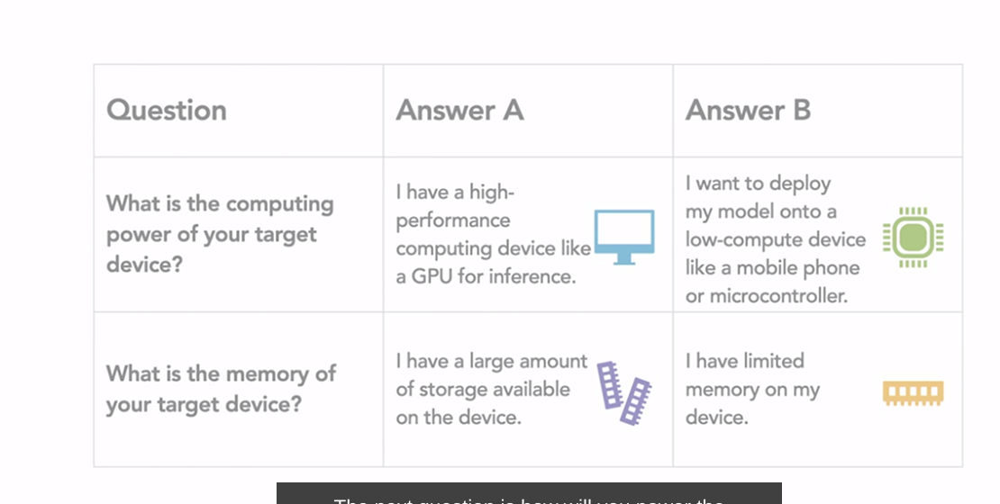 Question
Answer A
Answer B
What is the computing
power of your target
device?
I have a high-
performance
computing device like
a GPU for inference.
I want to deploy
my model onto a
low-compute device
like a mobile phone
or microcontroller.
What is the memory of
your target device?
I have a large amount
of storage available
on the device.
I have limited
memory on my
device.
The next question is how will you power the